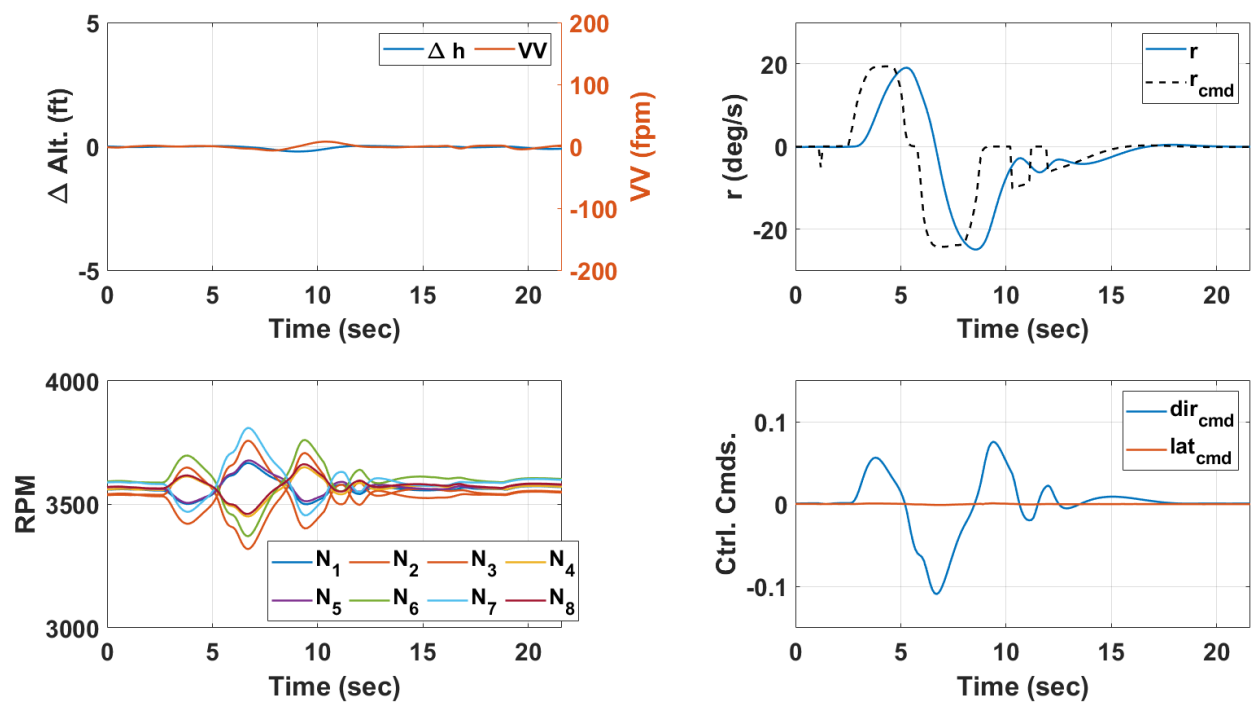 5
0
-5
Δ Alt. (ft)
Δ h VV
200
100
0
-100
-200
VV (fpm)
0 5 10 15 20
Time (sec)
20
0
-20
r (deg/s)
r
r_cmd
0 5 10 15 20
Time (sec)
4000
3500
3000
RPM
N_1 N_2 N_3 N_4
N_5 N_6 N_7 N_8
0 5 10 15 20
Time (sec)
0.1
0
-0.1
Ctrl. Cmds.
dir_cmd
lat_cmd
0 5 10 15 20
Time (sec)